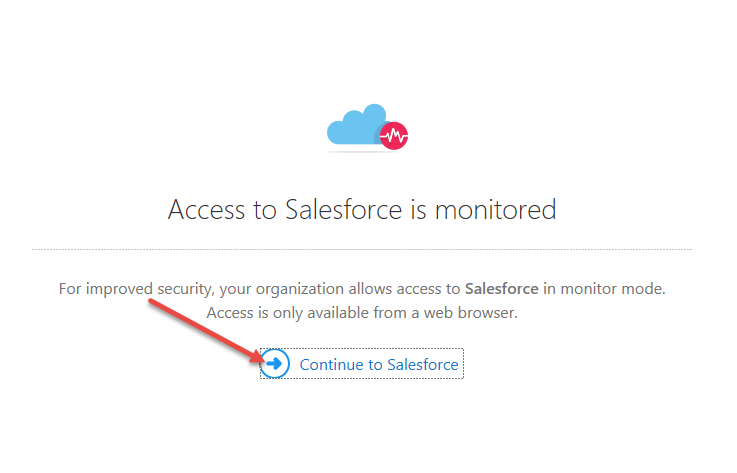 Access to Salesforce is monitored
For improved security, your organization allows access to Salesforce in monitor mode.
Access is only available from a web browser.
Continue to Salesforce